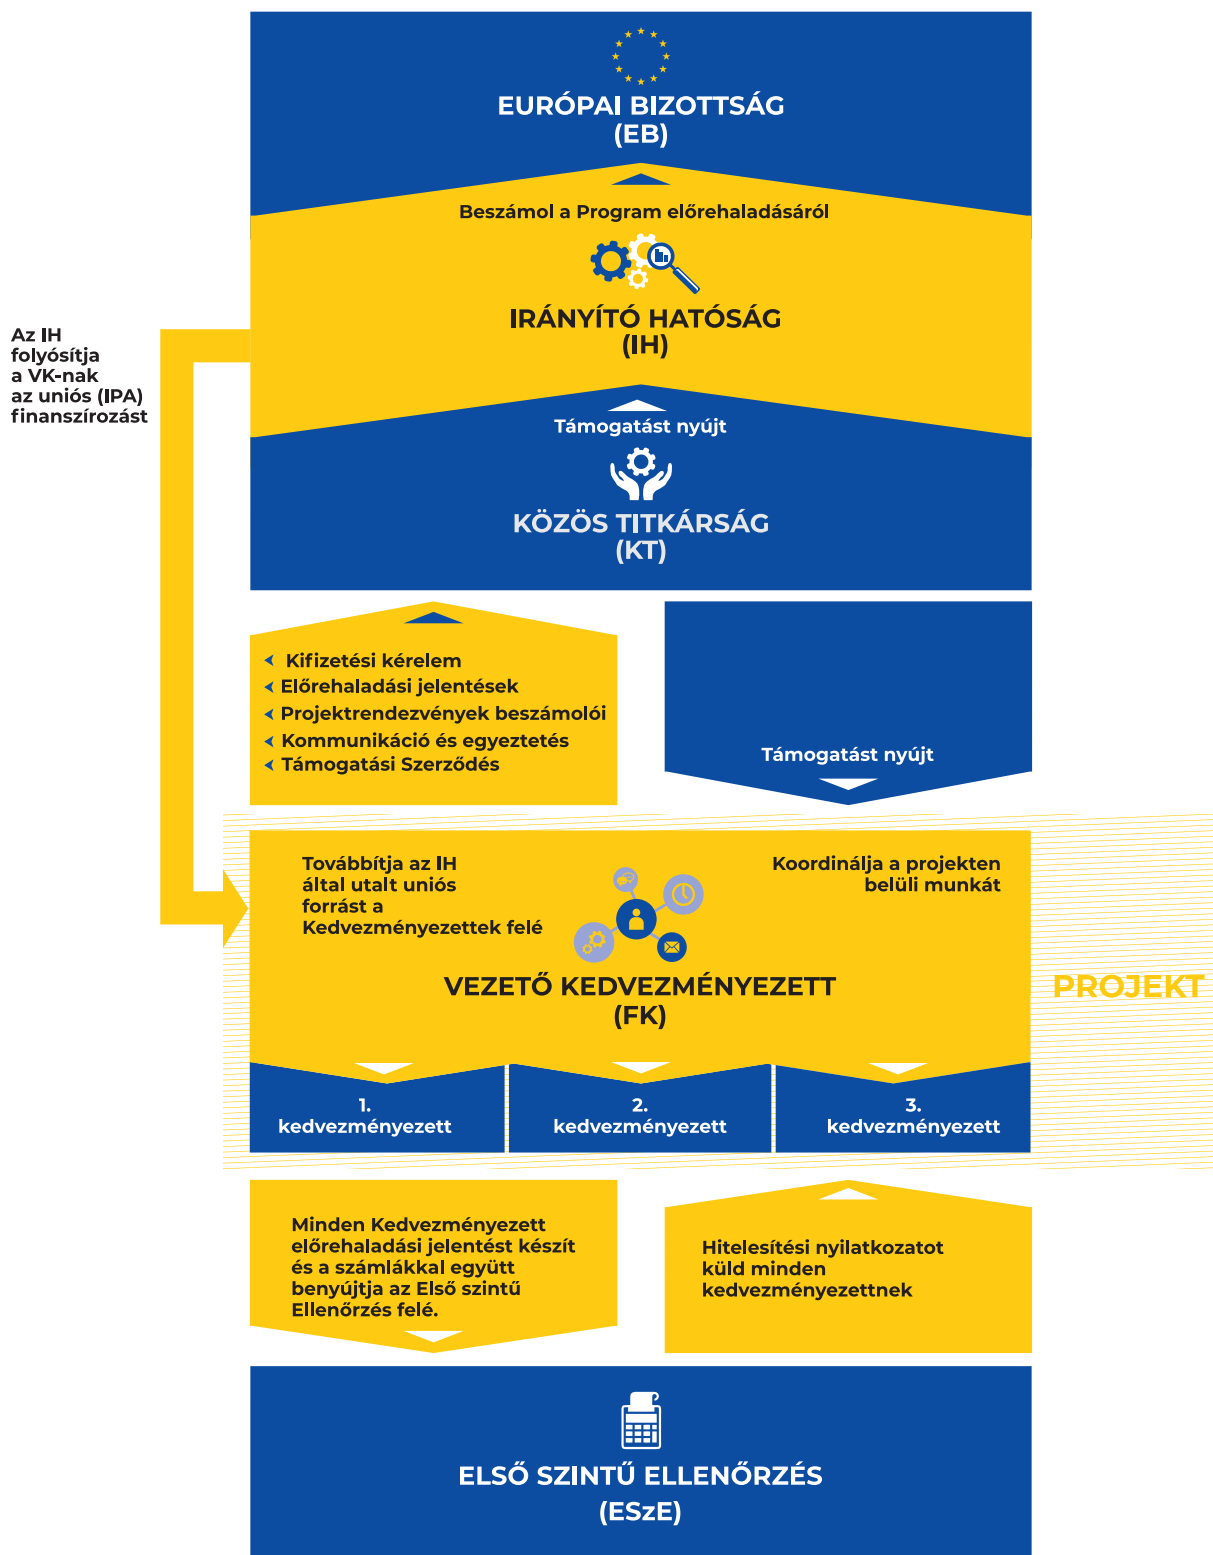 EURÓPAI BIZOTTSÁG
(EB)
Beszámol a Program előrehaladásáról
IRÁNYÍTÓ HATÓSÁG
(IH)
Az IH
folyósítja
a VK-nak
az uniós (IPA)
finanszírozást
Támogatást nyújt
KÖZÖS TITKÁRSÁG
(KT)
Kifizetési kérelem
Előrehaladási jelentések
Projektrendezvények beszámolói
Kommunikáció és egyeztetés
Támogatási Szerződés
Támogatást nyújt
Továbbítja az IH
által utalt uniós
forrást a
Kedvezményezettek felé
Koordinálja a projekten
belüli munkát
VEZETŐ KEDVEZMÉNYEZETT
(FK)
PROJEKT
1.
kedvezményezett
2.
kedvezményezett
3.
kedvezményezett
Minden Kedvezményezett
előrehaladási jelentést készít
és a számlákkal együtt
benyújtja az Első szintű
Ellenőrzés felé.
Hitelesítési nyilatkozatot
küld minden
kedvezményezettnek
ELSŐ SZINTŰ ELLENŐRZÉS
(ESzE)